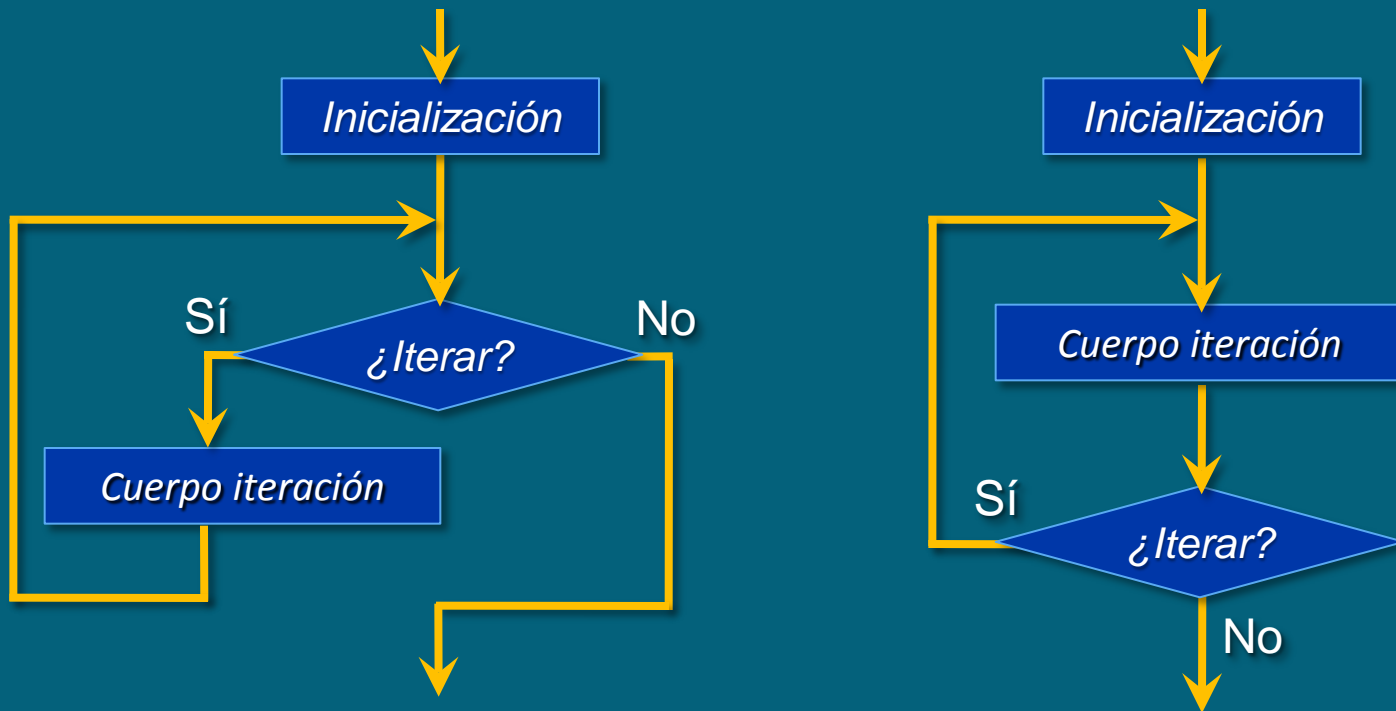 Inicialización
Sí
¿Iterar?
No
Cuerpo iteración
Inicialización
Cuerpo iteración
Sí
¿Iterar?
No